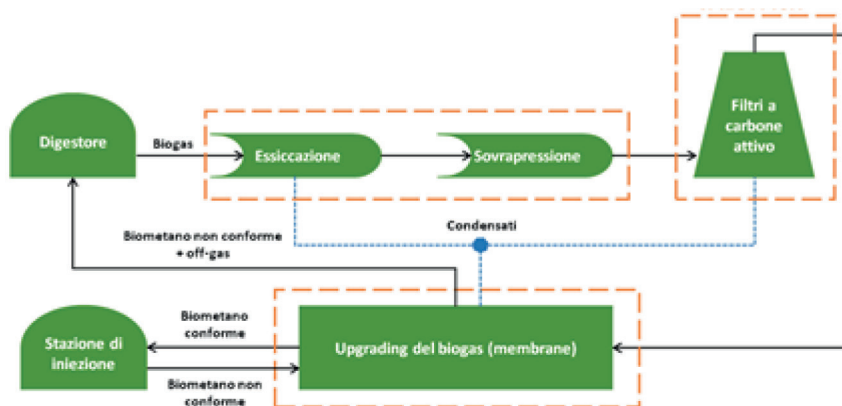 Digestore
Biogas
Essiccazione
Sovrapressione
Filtri a
carbone
attivo
Condensati
Biometano non conforme
+ off-gas
Biometano
conforme
Stazione di
iniezione
Biometano non
conforme
Upgrading del biogas (membrane)